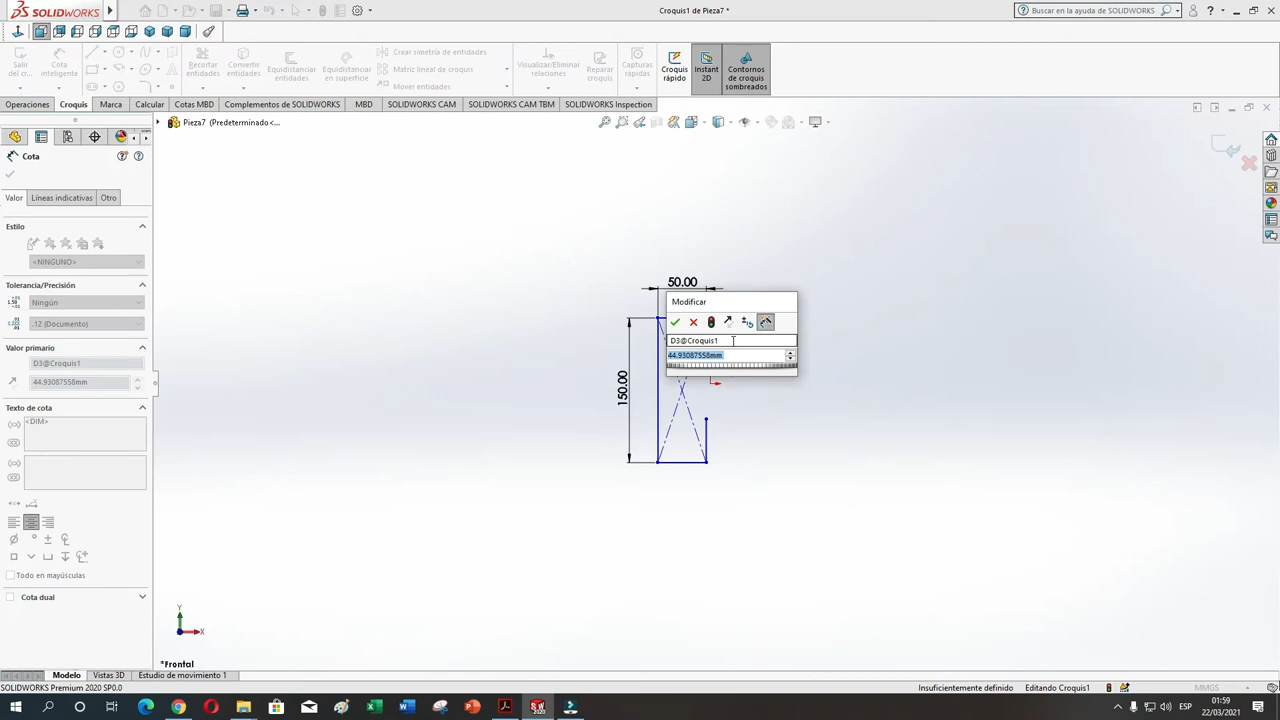 SOLIDWORKS
Croquis1 de Pieza7 *
Buscar en la ayuda de SOLIDWORKS
Salir del cr...
Cota inteligente
Recortar entidades
Convertir entidades
Equidistanciar entidades
Equidistanciar en superficie
Crear simetría de entidades
Matriz lineal de croquis
Mover entidades
Visualizar/Eliminar relaciones
Reparar croquis
Capturas rápidas
Croquis rápido
Instant 2D
Contornos de croquis sombreados
Operaciones
Croquis
Marca
Calcular
Cotas MBD
Complementos de SOLIDWORKS
MBD
SOLIDWORKS CAM
SOLIDWORKS CAM TBM
SOLIDWORKS Inspection
Pieza7 (Predeterminado<...
Cota
Valor
Líneas indicativas
Otro
Estilo
<NINGUNO>
Tolerancia/Precisión
Ningún
.12 (Documento)
Valor primario
D3@Croquis1
44.93087558mm
Texto de cota
<DIM>
Todo en mayúsculas
Cota dual
50.00
150.00
Modificar
D3@Croquis1
44.93087558mm
Y
X
*Frontal
Modelo
Vistas 3D
Estudio de movimiento 1
SOLIDWORKS Premium 2020 SP0.0
Insuficientemente definido
Editando Croquis1
MMGS
ESP
01:59
22/03/2021